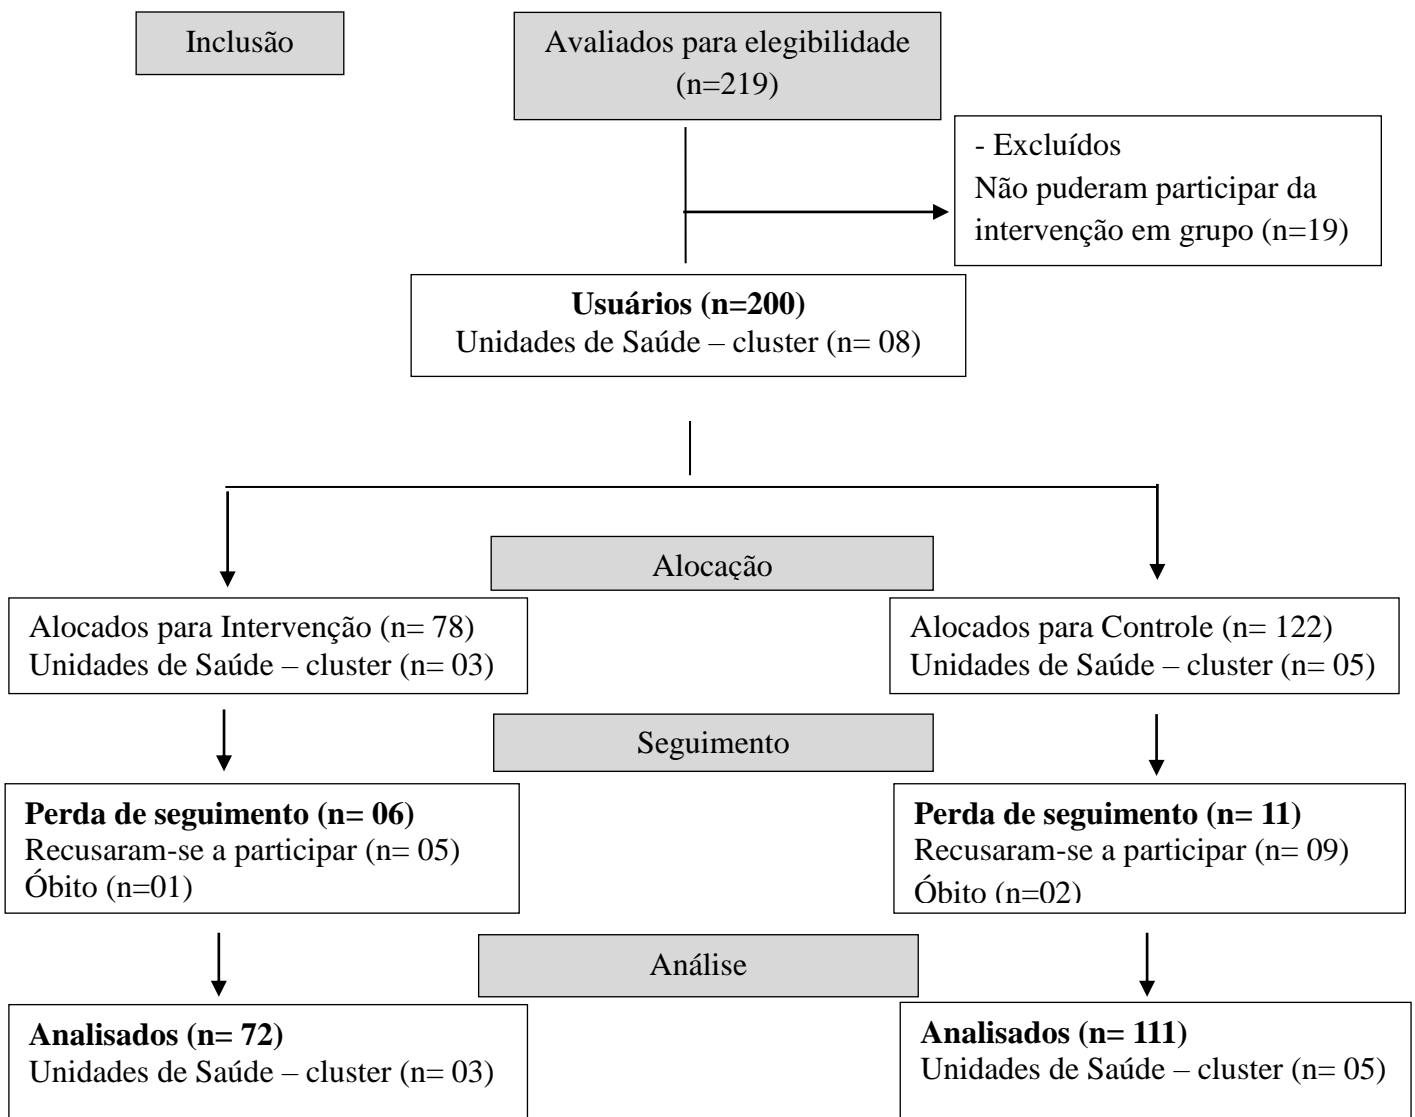 Inclusão
Avaliados para elegibilidade
(n=219)
- Excluídos
Não puderam participar da
intervenção em grupo (n=19)
Usuários (n=200)
Unidades de Saúde – cluster (n= 08)
Alocação
Alocados para Intervenção (n= 78)
Unidades de Saúde – cluster (n= 03)
Alocados para Controle (n= 122)
Unidades de Saúde – cluster (n= 05)
Seguimento
Perda de seguimento (n= 06)
Recusaram-se a participar (n= 05)
Óbito (n=01)
Perda de seguimento (n= 11)
Recusaram-se a participar (n= 09)
Óbito (n=02)
Análise
Analisados (n= 72)
Unidades de Saúde – cluster (n= 03)
Analisados (n= 111)
Unidades de Saúde – cluster (n= 05)